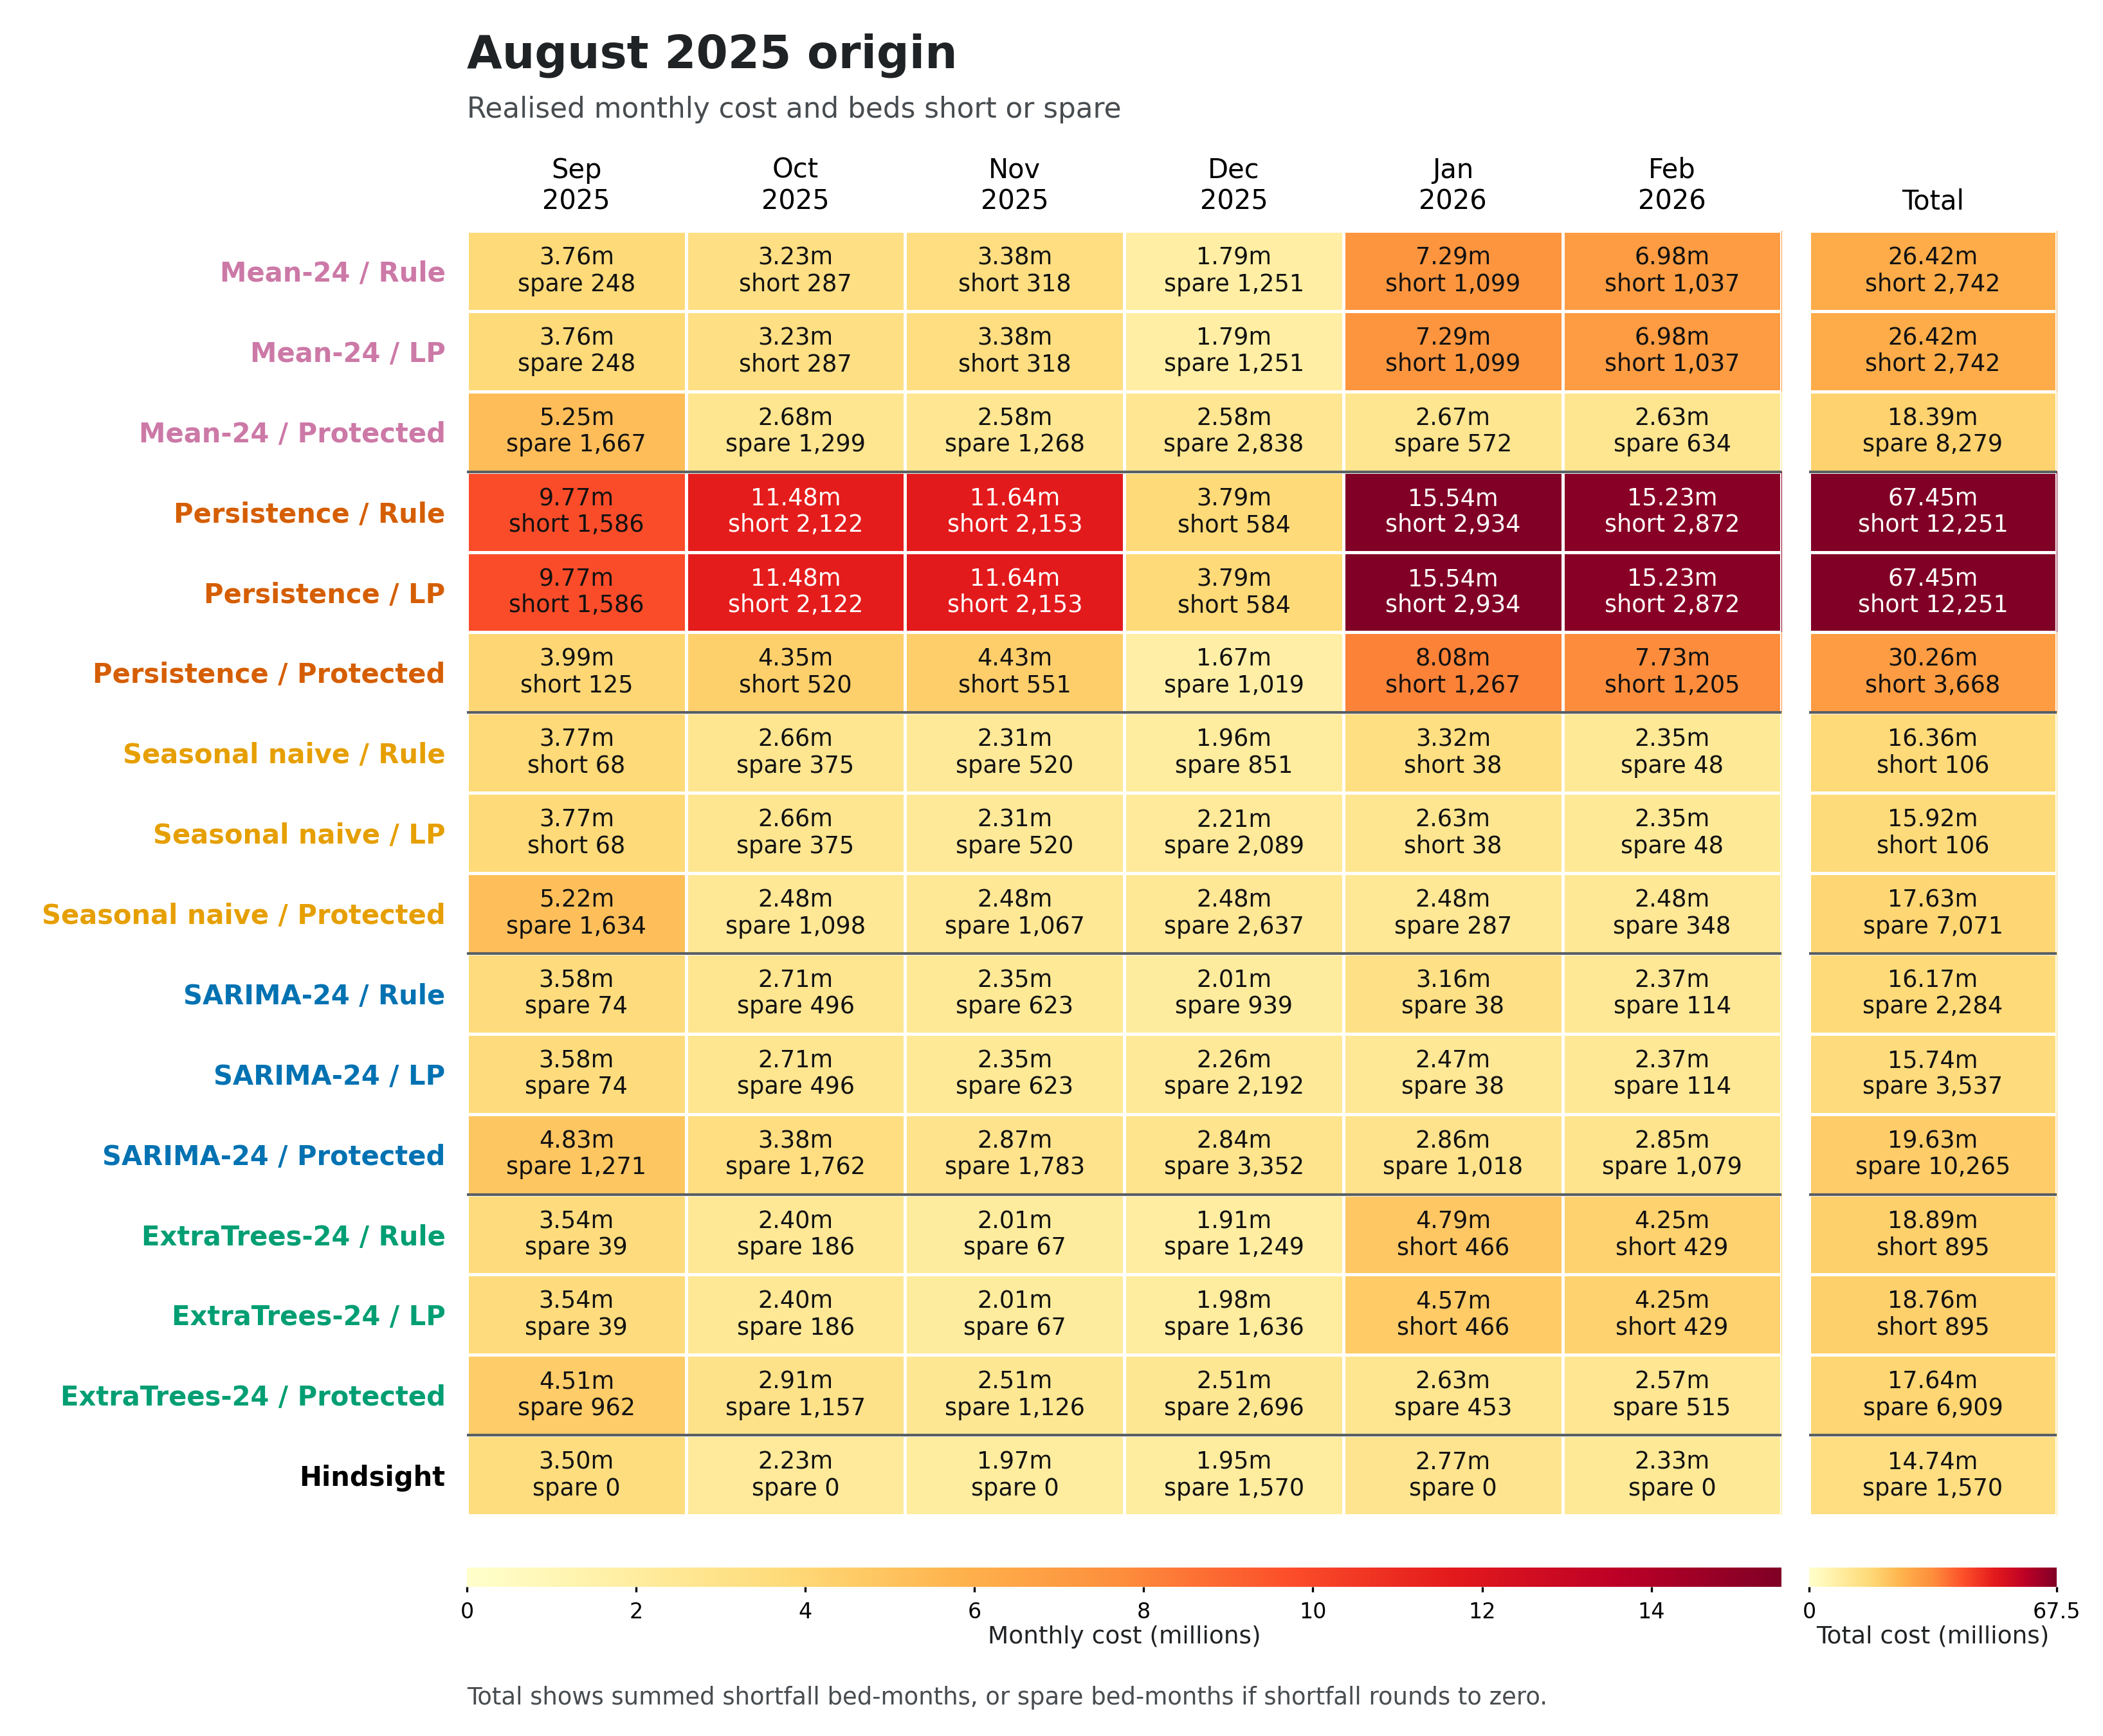 August 2025 origin
Realised monthly cost and beds short or spare
Sep 2025 Oct 2025 Nov 2025 Dec 2025 Jan 2026 Feb 2026 Total
Mean-24 / Rule
3.76m 3.23m 3.38m 1.79m 7.29m 6.98m 26.42m
spare 248 short 287 short 318 spare 1,251 short 1,099 short 1,037 short 2,742
Mean-24 / LP
3.76m 3.23m 3.38m 1.79m 7.29m 6.98m 26.42m
spare 248 short 287 short 318 spare 1,251 short 1,099 short 1,037 short 2,742
Mean-24 / Protected
5.25m 2.68m 2.58m 2.58m 2.67m 2.63m 18.39m
spare 1,667 spare 1,299 spare 1,268 spare 2,838 spare 572 spare 634 spare 8,279
Persistence / Rule
9.77m 11.48m 11.64m 3.79m 15.54m 15.23m 67.45m
short 1,586 short 2,122 short 2,153 short 584 short 2,934 short 2,872 short 12,251
Persistence / LP
9.77m 11.48m 11.64m 3.79m 15.54m 15.23m 67.45m
short 1,586 short 2,122 short 2,153 short 584 short 2,934 short 2,872 short 12,251
Persistence / Protected
3.99m 4.35m 4.43m 1.67m 8.08m 7.73m 30.26m
short 125 short 520 short 551 spare 1,019 short 1,267 short 1,205 short 3,668
Seasonal naive / Rule
3.77m 2.66m 2.31m 1.96m 3.32m 2.35m 16.36m
short 68 spare 375 spare 520 spare 851 short 38 spare 48 short 106
Seasonal naive / LP
3.77m 2.66m 2.31m 2.21m 2.63m 2.35m 15.92m
short 68 spare 375 spare 520 spare 2,089 short 38 spare 48 short 106
Seasonal naive / Protected
5.22m 2.48m 2.48m 2.48m 2.48m 2.48m 17.63m
spare 1,634 spare 1,098 spare 1,067 spare 2,637 spare 287 spare 348 spare 7,071
SARIMA-24 / Rule
3.58m 2.71m 2.35m 2.01m 3.16m 2.37m 16.17m
spare 74 spare 496 spare 623 spare 939 spare 38 spare 114 spare 2,284
SARIMA-24 / LP
3.58m 2.71m 2.35m 2.26m 2.47m 2.37m 15.74m
spare 74 spare 496 spare 623 spare 2,192 spare 38 spare 114 spare 3,537
SARIMA-24 / Protected
4.83m 3.38m 2.87m 2.84m 2.86m 2.85m 19.63m
spare 1,271 spare 1,762 spare 1,783 spare 3,352 spare 1,018 spare 1,079 spare 10,265
ExtraTrees-24 / Rule
3.54m 2.40m 2.01m 1.91m 4.79m 4.25m 18.89m
spare 39 spare 186 spare 67 spare 1,249 short 466 short 429 short 895
ExtraTrees-24 / LP
3.54m 2.40m 2.01m 1.98m 4.57m 4.25m 18.76m
spare 39 spare 186 spare 67 spare 1,636 short 466 short 429 short 895
ExtraTrees-24 / Protected
4.51m 2.91m 2.51m 2.51m 2.63m 2.57m 17.64m
spare 962 spare 1,157 spare 1,126 spare 2,696 spare 453 spare 515 spare 6,909
Hindsight
3.50m 2.23m 1.97m 1.95m 2.77m 2.33m 14.74m
spare 0 spare 0 spare 0 spare 1,570 spare 0 spare 0 spare 1,570
0 2 4 6 8 10 12 14 0 67.5
Monthly cost (millions) Total cost (millions)
Total shows summed shortfall bed-months, or spare bed-months if shortfall rounds to zero.